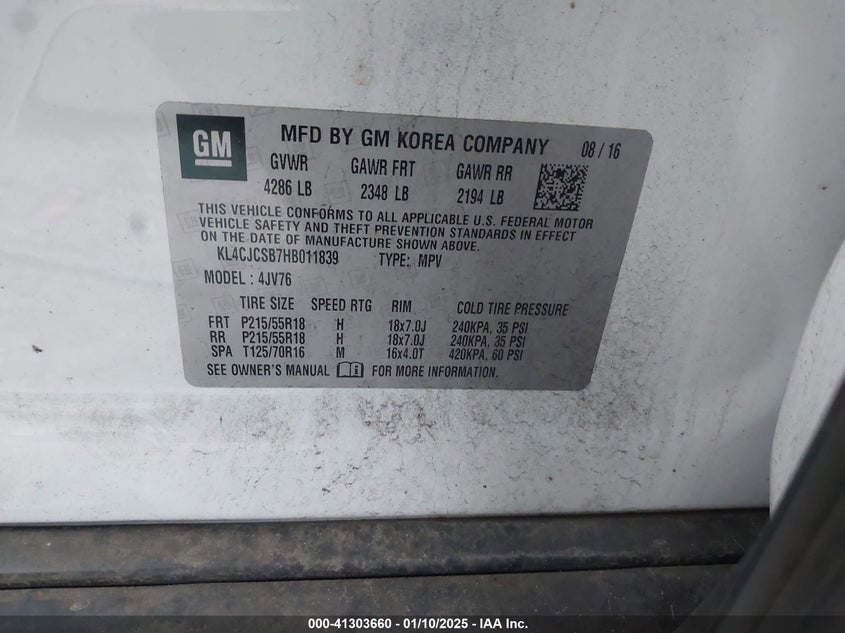 GM
MFD BY GM KOREA COMPANY 08 / 16
GVWR GAWR FRT GAWR RR
4286 LB 2348 LB 2194 LB
THIS VEHICLE CONFORMS TO ALL APPLICABLE U.S. FEDERAL MOTOR
VEHICLE SAFETY AND THEFT PREVENTION STANDARDS IN EFFECT
ON THE DATE OF MANUFACTURE SHOWN ABOVE.
KL4CJCSB7HB011839 TYPE: MPV
MODEL : 4JV76
TIRE SIZE SPEED RTG RIM COLD TIRE PRESSURE
FRT P215/55R18 H 18x7.0J 240KPA, 35 PSI
RR P215/55R18 H 18x7.0J 240KPA, 35 PSI
SPA T125/70R16 M 16x4.0T 420KPA, 60 PSI
SEE OWNER'S MANUAL FOR MORE INFORMATION.
000-41303660 - 01/10/2025 - IAA Inc.